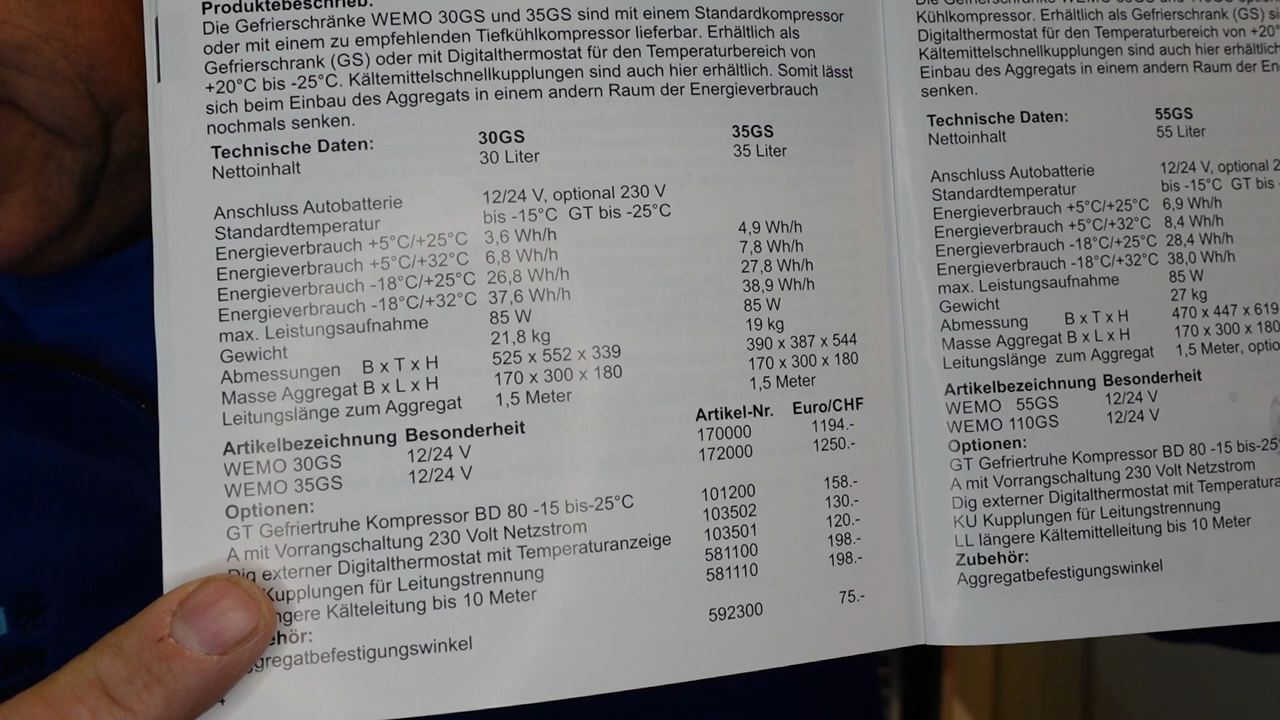 Produktebeschrieb:
Die Gefrierschränke WEMO 30GS und 35GS sind mit einem Standardkompressor
oder mit einem zu empfehlenden Tiefkühlkompressor lieferbar. Erhältlich als
Gefrierschrank (GS) oder mit Digitalthermostat für den Temperaturbereich von
+20°C bis -25°C. Kältemittelschnellkupplungen sind auch hier erhältlich. Somit lässt
sich beim Einbau des Aggregats in einem andern Raum der Energieverbrauch
nochmals senken.
Technische Daten: 30GS 35GS
Nettoinhalt 30 Liter 35 Liter
Anschluss Autobatterie 12/24 V, optional 230 V
Standardtemperatur bis -15°C GT bis -25°C
Energieverbrauch +5°C/+25°C 3,6 Wh/h 4,9 Wh/h
Energieverbrauch +5°C/+32°C 6,8 Wh/h 7,8 Wh/h
Energieverbrauch -18°C/+25°C 26,8 Wh/h 27,8 Wh/h
Energieverbrauch -18°C/+32°C 37,6 Wh/h 38,9 Wh/h
max. Leistungsaufnahme 85 W 85 W
Gewicht 21,8 kg 19 kg
Abmessungen B x T x H 525 x 552 x 339 390 x 387 x 544
Masse Aggregat B x L x H 170 x 300 x 180 170 x 300 x 180
Leitungslänge zum Aggregat 1,5 Meter 1,5 Meter
Artikelbezeichnung Besonderheit Artikel-Nr. Euro/CHF
WEMO 30GS 12/24 V 170000 1194.-
WEMO 35GS 12/24 V 172000 1250.-
Optionen:
GT Gefriertruhe Kompressor BD 80 -15 bis-25°C 101200 158.-
A mit Vorrangschaltung 230 Volt Netzstrom 103502 130.-
Dig externer Digitalthermostat mit Temperaturanzeige 103501 120.-
Kupplungen für Leitungstrennung 581100 198.-
ngere Kälteleitung bis 10 Meter 581110 198.-
ehör:
gregatbefestigungswinkel 592300 75.-
Kühlkompressor. Erhältlich als Gefrierschrank (GS)
Digitalthermostat für den Temperaturbereich von +20°
Kältemittelschnellkupplungen sind auch hier erhältlich
Einbau des Aggregats in einem andern Raum der En
senken.
Technische Daten: 55GS
Nettoinhalt 55 Liter
Anschluss Autobatterie 12/24 V, optional 2
Standardtemperatur bis -15°C GT bis
Energieverbrauch +5°C/+25°C 6,9 Wh/h
Energieverbrauch +5°C/+32°C 8,4 Wh/h
Energieverbrauch -18°C/+25°C 28,4 Wh/h
Energieverbrauch -18°C/+32°C 38,0 Wh/h
max. Leistungsaufnahme 85 W
Gewicht 27 kg
Abmessung B x T x H 470 x 447 x 619
Masse Aggregat B x L x H 170 x 300 x 180
Leitungslänge zum Aggregat 1,5 Meter, optio
Artikelbezeichnung Besonderheit
WEMO 55GS 12/24 V
WEMO 110GS 12/24 V
Optionen:
GT Gefriertruhe Kompressor BD 80 -15 bis-25°
A mit Vorrangschaltung 230 Volt Netzstrom
Dig externer Digitalthermostat mit Temperatura
KU Kupplungen für Leitungstrennung
LL längere Kältemittelleitung bis 10 Meter
Zubehör:
Aggregatbefestigungswinkel